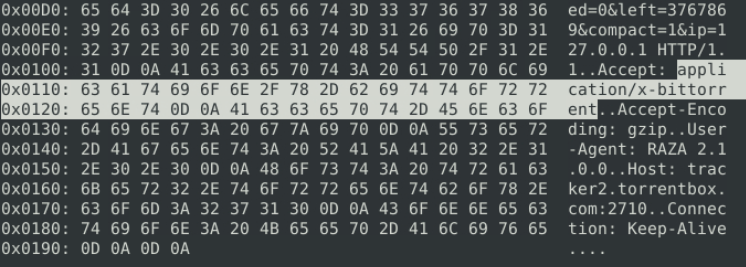 0x00D0: 65 64 3D 30 26 6C 65 66 74 3D 33 37 36 37 38 36 ed=0&left=376786
0x00E0: 39 26 63 6F 6D 70 61 63 74 3D 31 26 69 70 3D 31 9&compact=1&ip=1
0x00F0: 32 37 2E 30 2E 30 2E 31 20 48 54 54 50 2F 31 2E 27.0.0.1 HTTP/1.
0x0100: 31 0D 0A 41 63 63 65 70 74 3A 20 61 70 70 6C 69 1..Accept: appli
0x0110: 63 61 74 69 6F 6E 2F 78 2D 62 69 74 74 6F 72 72 cation/x-bittorr
0x0120: 65 6E 74 0D 0A 41 63 63 65 70 74 2D 45 6E 63 6F ent..Accept-Enco
0x0130: 64 69 6E 67 3A 20 67 7A 69 70 0D 0A 55 73 65 72 ding: gzip..User
0x0140: 2D 41 67 65 6E 74 3A 20 52 41 5A 41 20 32 2E 31 -Agent: RAZA 2.1
0x0150: 2E 30 2E 30 0D 0A 48 6F 73 74 3A 20 74 72 61 63 .0.0..Host: trac
0x0160: 6B 65 72 32 2E 74 6F 72 72 65 6E 74 62 6F 78 2E ker2.torrentbox.
0x0170: 63 6F 6D 3A 32 37 31 30 0D 0A 43 6F 6E 6E 65 63 com:2710..Connec
0x0180: 74 69 6F 6E 3A 20 4B 65 65 70 2D 41 6C 69 76 65 tion: Keep-Alive
0x0190: 0D 0A 0D 0A ....